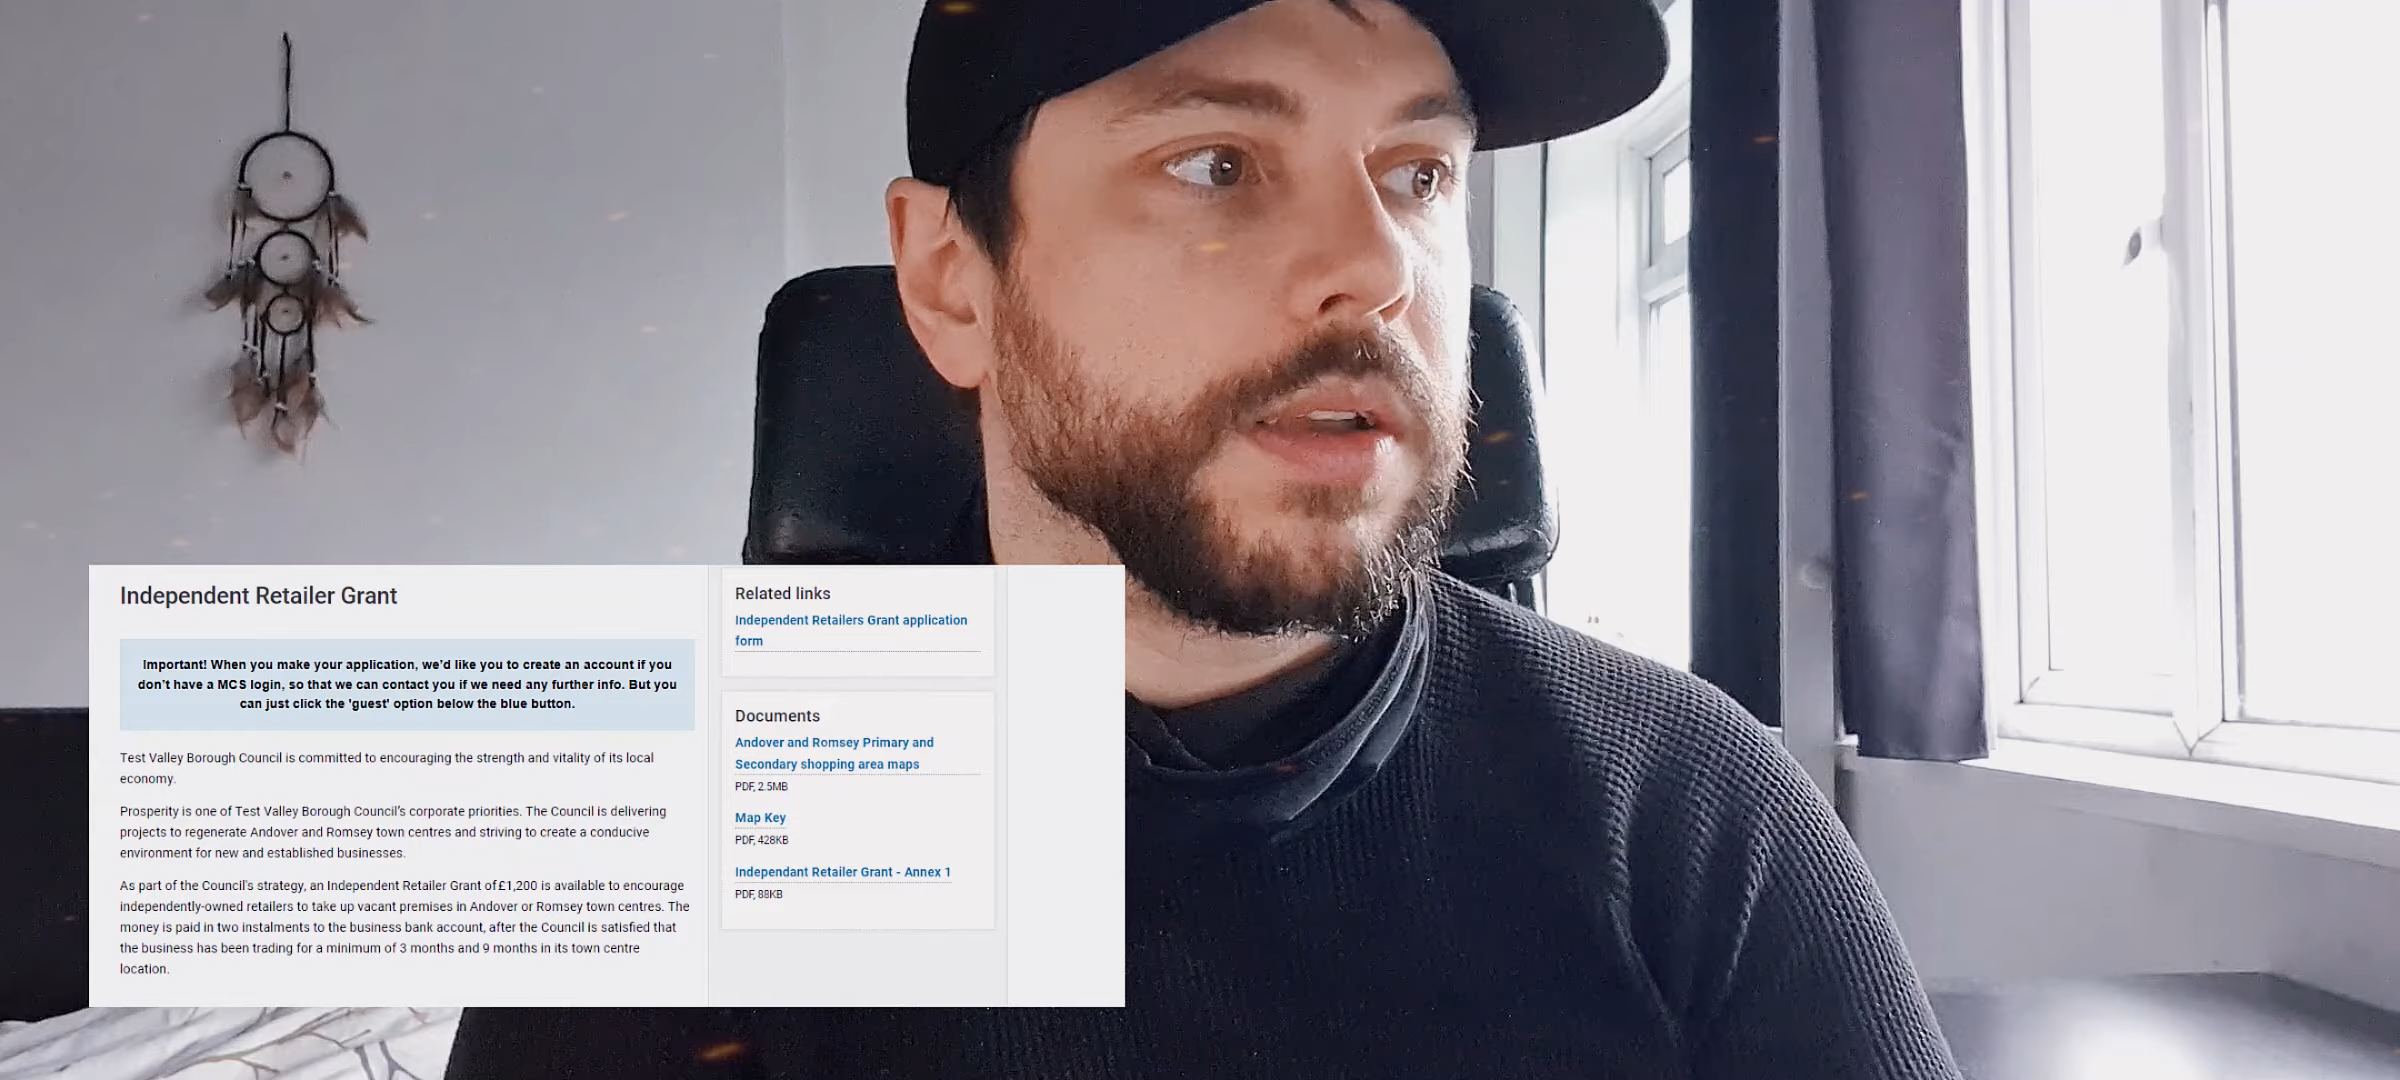 Independent Retailer Grant
Important! When you make your application, we'd like you to create an account if you
don't have a MCS login, so that we can contact you if we need any further info. But you
can just click the 'guest' option below the blue button.
Test Valley Borough Council is committed to encouraging the strength and vitality of its local
economy.
Prosperity is one of Test Valley Borough Council's corporate priorities. The Council is delivering
projects to regenerate Andover and Romsey town centres and striving to create a conducive
environment for new and established businesses.
As part of the Council's strategy, an Independent Retailer Grant of £1,200 is available to encourage
independently-owned retailers to take up vacant premises in Andover or Romsey town centres. The
money is paid in two instalments to the business bank account, after the Council is satisfied that
the business has been trading for a minimum of 3 months and 9 months in its town centre
location.
Related links
Independent Retailers Grant application
form
Documents
Andover and Romsey Primary and
Secondary shopping area maps
PDF, 2.5MB
Map Key
PDF, 428KB
Independant Retailer Grant - Annex 1
PDF, 88KB